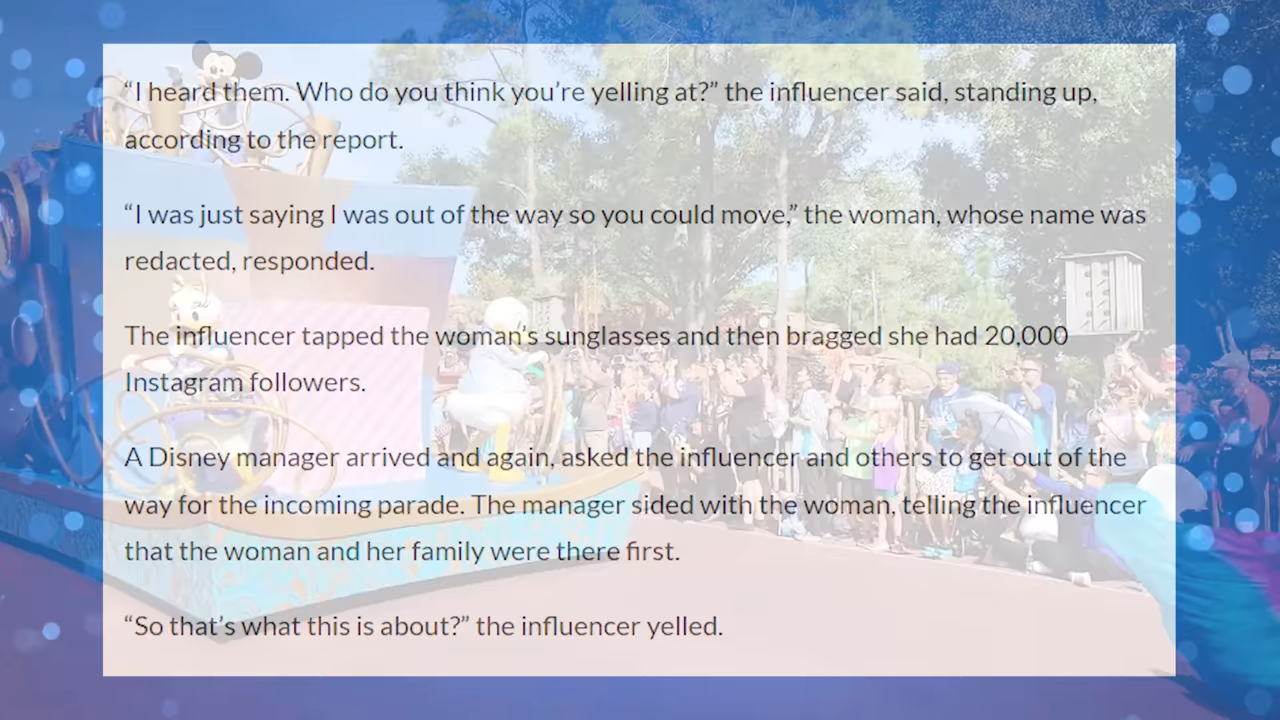 “I heard them. Who do you think you’re yelling at?” the influencer said, standing up,
according to the report.
“I was just saying I was out of the way so you could move,” the woman, whose name was
redacted, responded.
The influencer tapped the woman’s sunglasses and then bragged she had 20,000
Instagram followers.
A Disney manager arrived and again, asked the influencer and others to get out of the
way for the incoming parade. The manager sided with the woman, telling the influencer
that the woman and her family were there first.
“So that’s what this is about?” the influencer yelled.